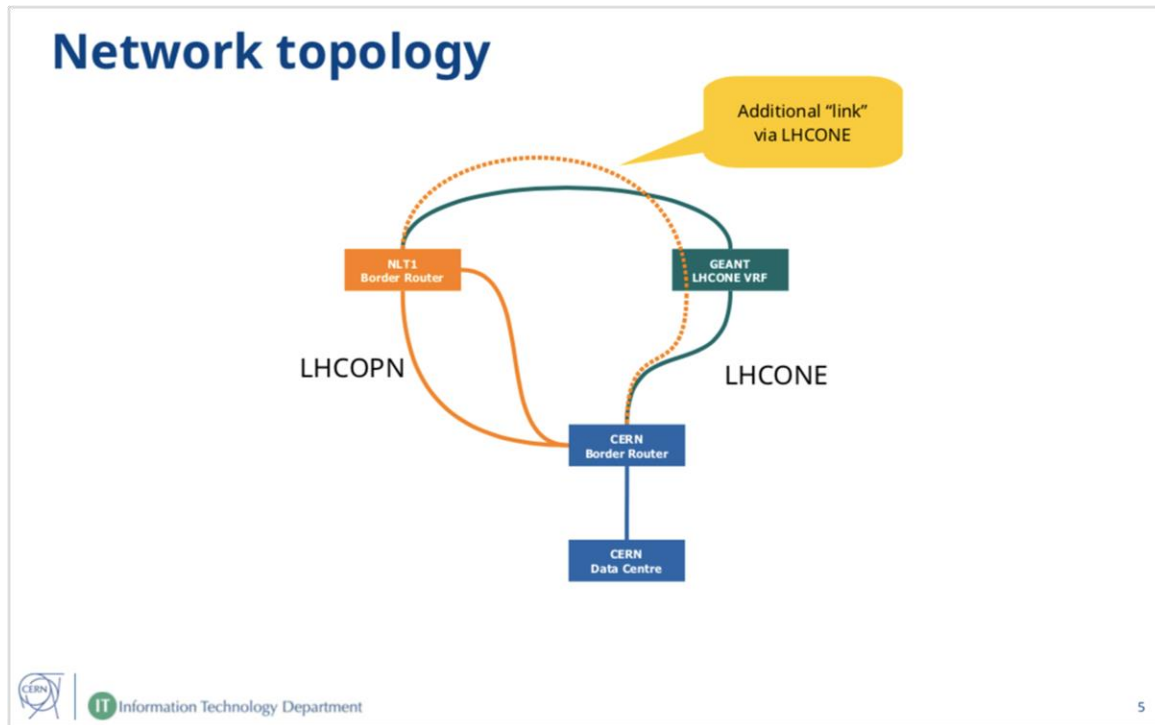 Network topology
Additional “link”
via LHCONE
NLT1
Border Router
GEANT
LHCONE VRF
LHCOPN
LHCONE
CERN
Border Router
CERN
Data Centre
CERN
IT Information Technology Department
5